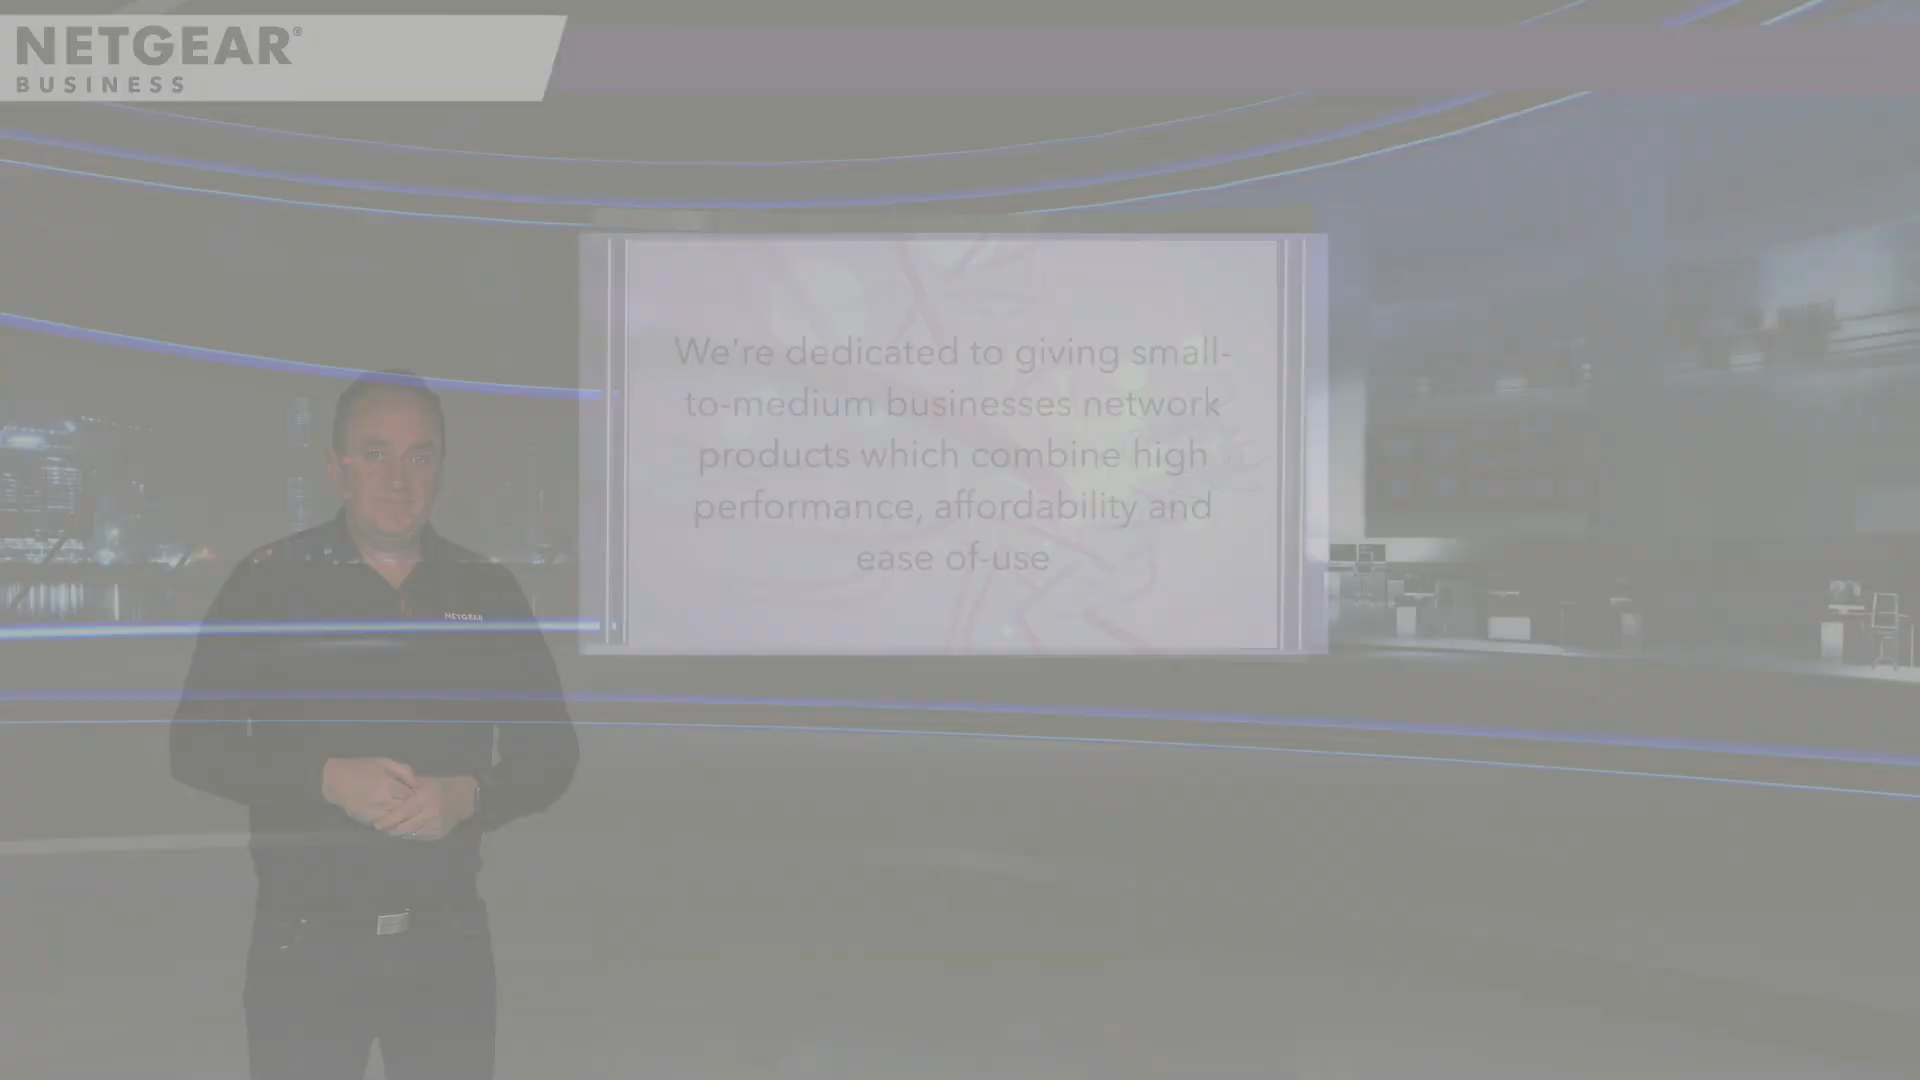 NETGEAR®
BUSINESS
We're dedicated to giving small-
to-medium businesses network
products which combine high
performance, affordability and
ease of-use
NETGEAR